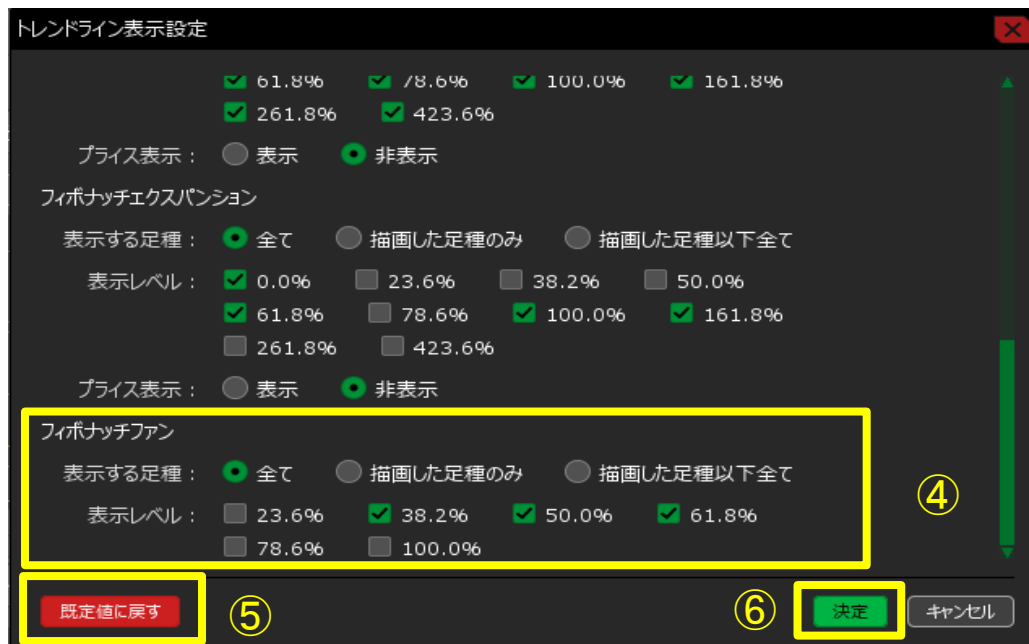 トレンドライン表示設定
61.8% 78.6% 100.0% 161.8%
261.8% 423.6%
プライス表示： 表示 非表示
フィボナッチエクスパンション
表示する足種： 全て 描画した足種のみ 描画した足種以下全て
表示レベル： 0.0% 23.6% 38.2% 50.0%
61.8% 78.6% 100.0% 161.8%
261.8% 423.6%
プライス表示： 表示 非表示
フィボナッチファン
表示する足種： 全て 描画した足種のみ 描画した足種以下全て
④
表示レベル： 23.6% 38.2% 50.0% 61.8%
78.6% 100.0%
既定値に戻す ⑤ ⑥ 決定 キャンセル